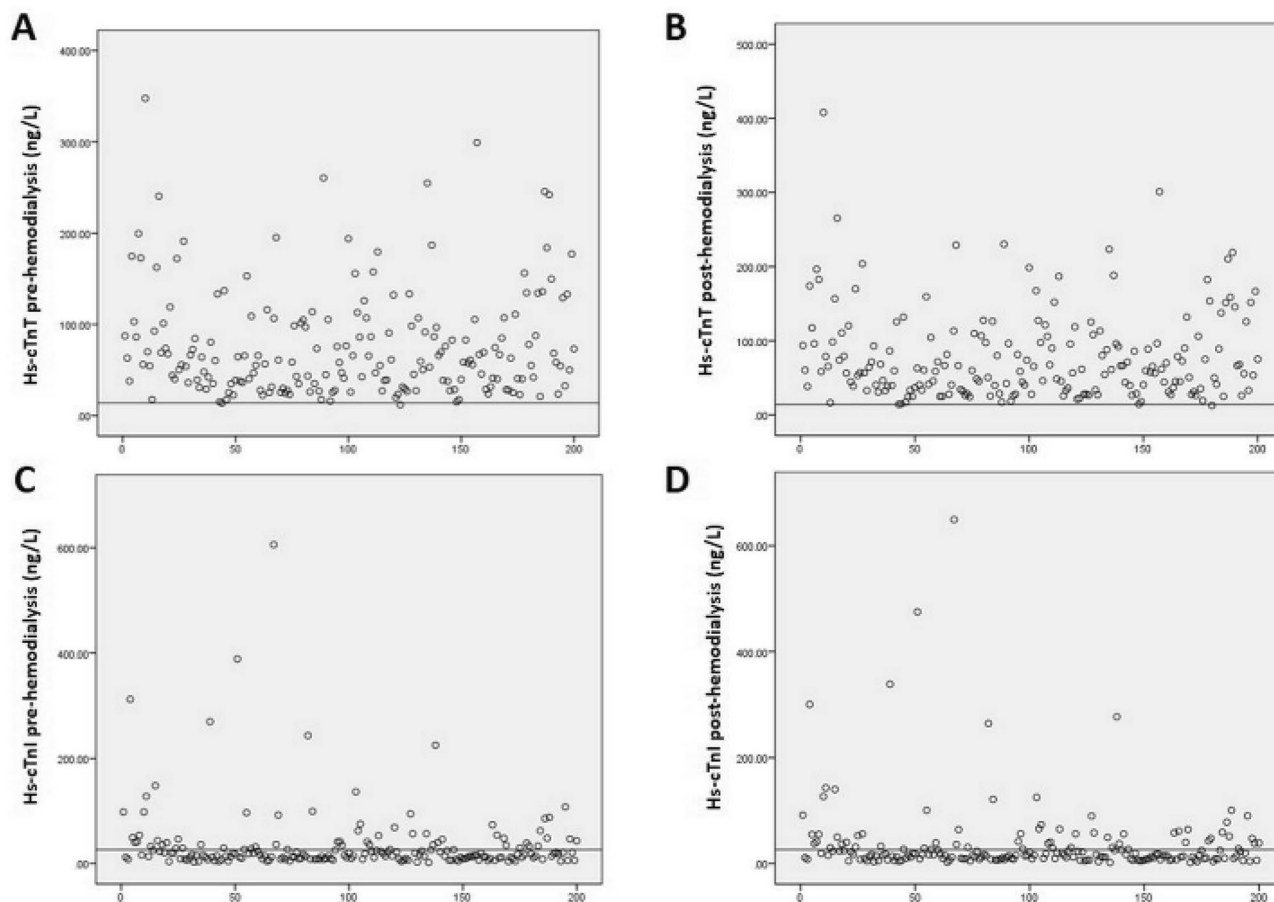 A
Hs-cTnT pre-hemodialysis (ng/L)
400.00
300.00
200.00
100.00
.00
0 50 100 150 200
B
Hs-cTnT post-hemodialysis (ng/L)
500.00
400.00
300.00
200.00
100.00
.00
0 50 100 150 200
C
Hs-cTnI pre-hemodialysis (ng/L)
600.00
400.00
200.00
.00
0 50 100 150 200
D
Hs-cTnI post-hemodialysis (ng/L)
600.00
400.00
200.00
.00
0 50 100 150 200